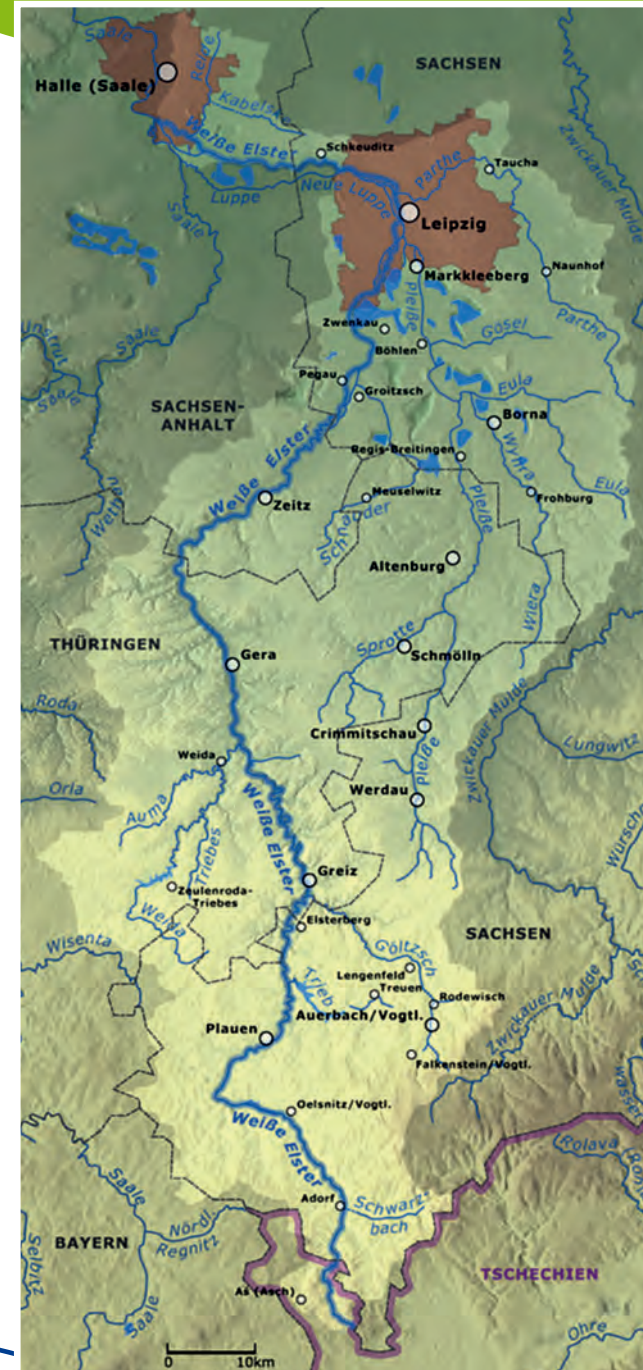 Saale
Reide
SACHSEN
Halle (Saale)
Kabelske
Weiße Elster
Schkeuditz
Zwickauer Mulde
Parthe
Taucha
Luppe
Neue Luppe
Saale
Leipzig
Markkleeberg
Naunhof
Pleiße
Zwenkau
Gösel
Parthe
Unstrut
Saale
Böhlen
Saale
Pegau
Eula
Groitzsch
SACHSEN-
ANHALT
Borna
Weiße Elster
Regis-Breitingen
Wyhra
Zeitz
Meuselwitz
Pleiße
Frohburg
Eula
Wethau
Schnauder
Altenburg
Wiera
THÜRINGEN
Sprotte
Schmölln
Gera
Roda
Zwickauer Mulde
Crimmitschau
Lungwitz
Weida
Pleiße
Orla
Werdau
Auma
Weiße Elster
Triebes
Greiz
Zeulenroda-
Triebes
Weida
Elsterberg
SACHSEN
Wisenta
Göltzsch
Lengenfeld
Trieb
Treuen
Rodewisch
Auerbach/Vogtl.
Zwickauer Mulde
Plauen
Falkenstein/Vogtl.
Oelsnitz/Vogtl.
Weiße Elster
Rolava
Saale
Adorf
Schwarz-
bach
Nördl.
Regnitz
BAYERN
Selbitz
TSCHECHIEN
Aš (Asch)
Saale
Ohre
0
10km